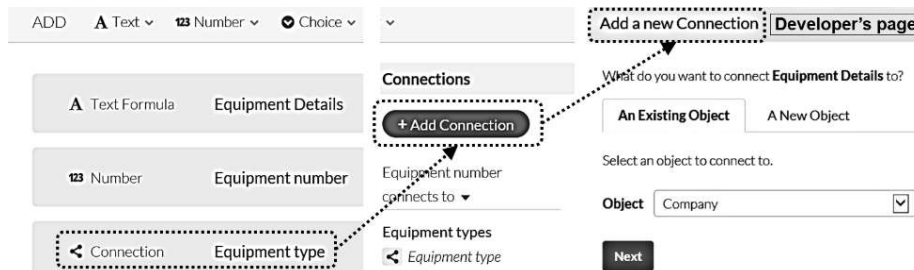 ADD A Text 123 Number Choice
A Text Formula Equipment Details
123 Number Equipment number
Connection Equipment type
Connections
+ Add Connection
Equipment number
connects to
Equipment types
Equipment type
Add a new Connection Developer's page
What do you want to connect Equipment Details to?
An Existing Object A New Object
Select an object to connect to.
Object Company
Next